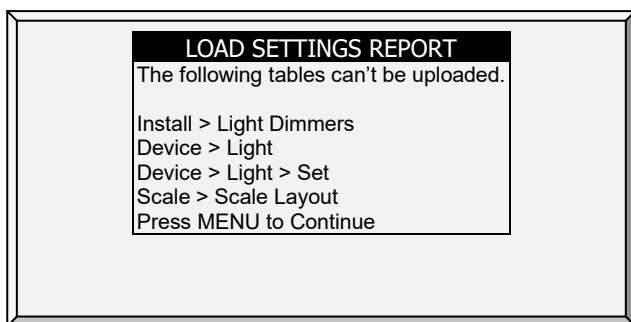 LOAD SETTINGS REPORT
The following tables can't be uploaded.
Install > Light Dimmers
Device > Light
Device > Light > Set
Scale > Scale Layout
Press MENU to Continue